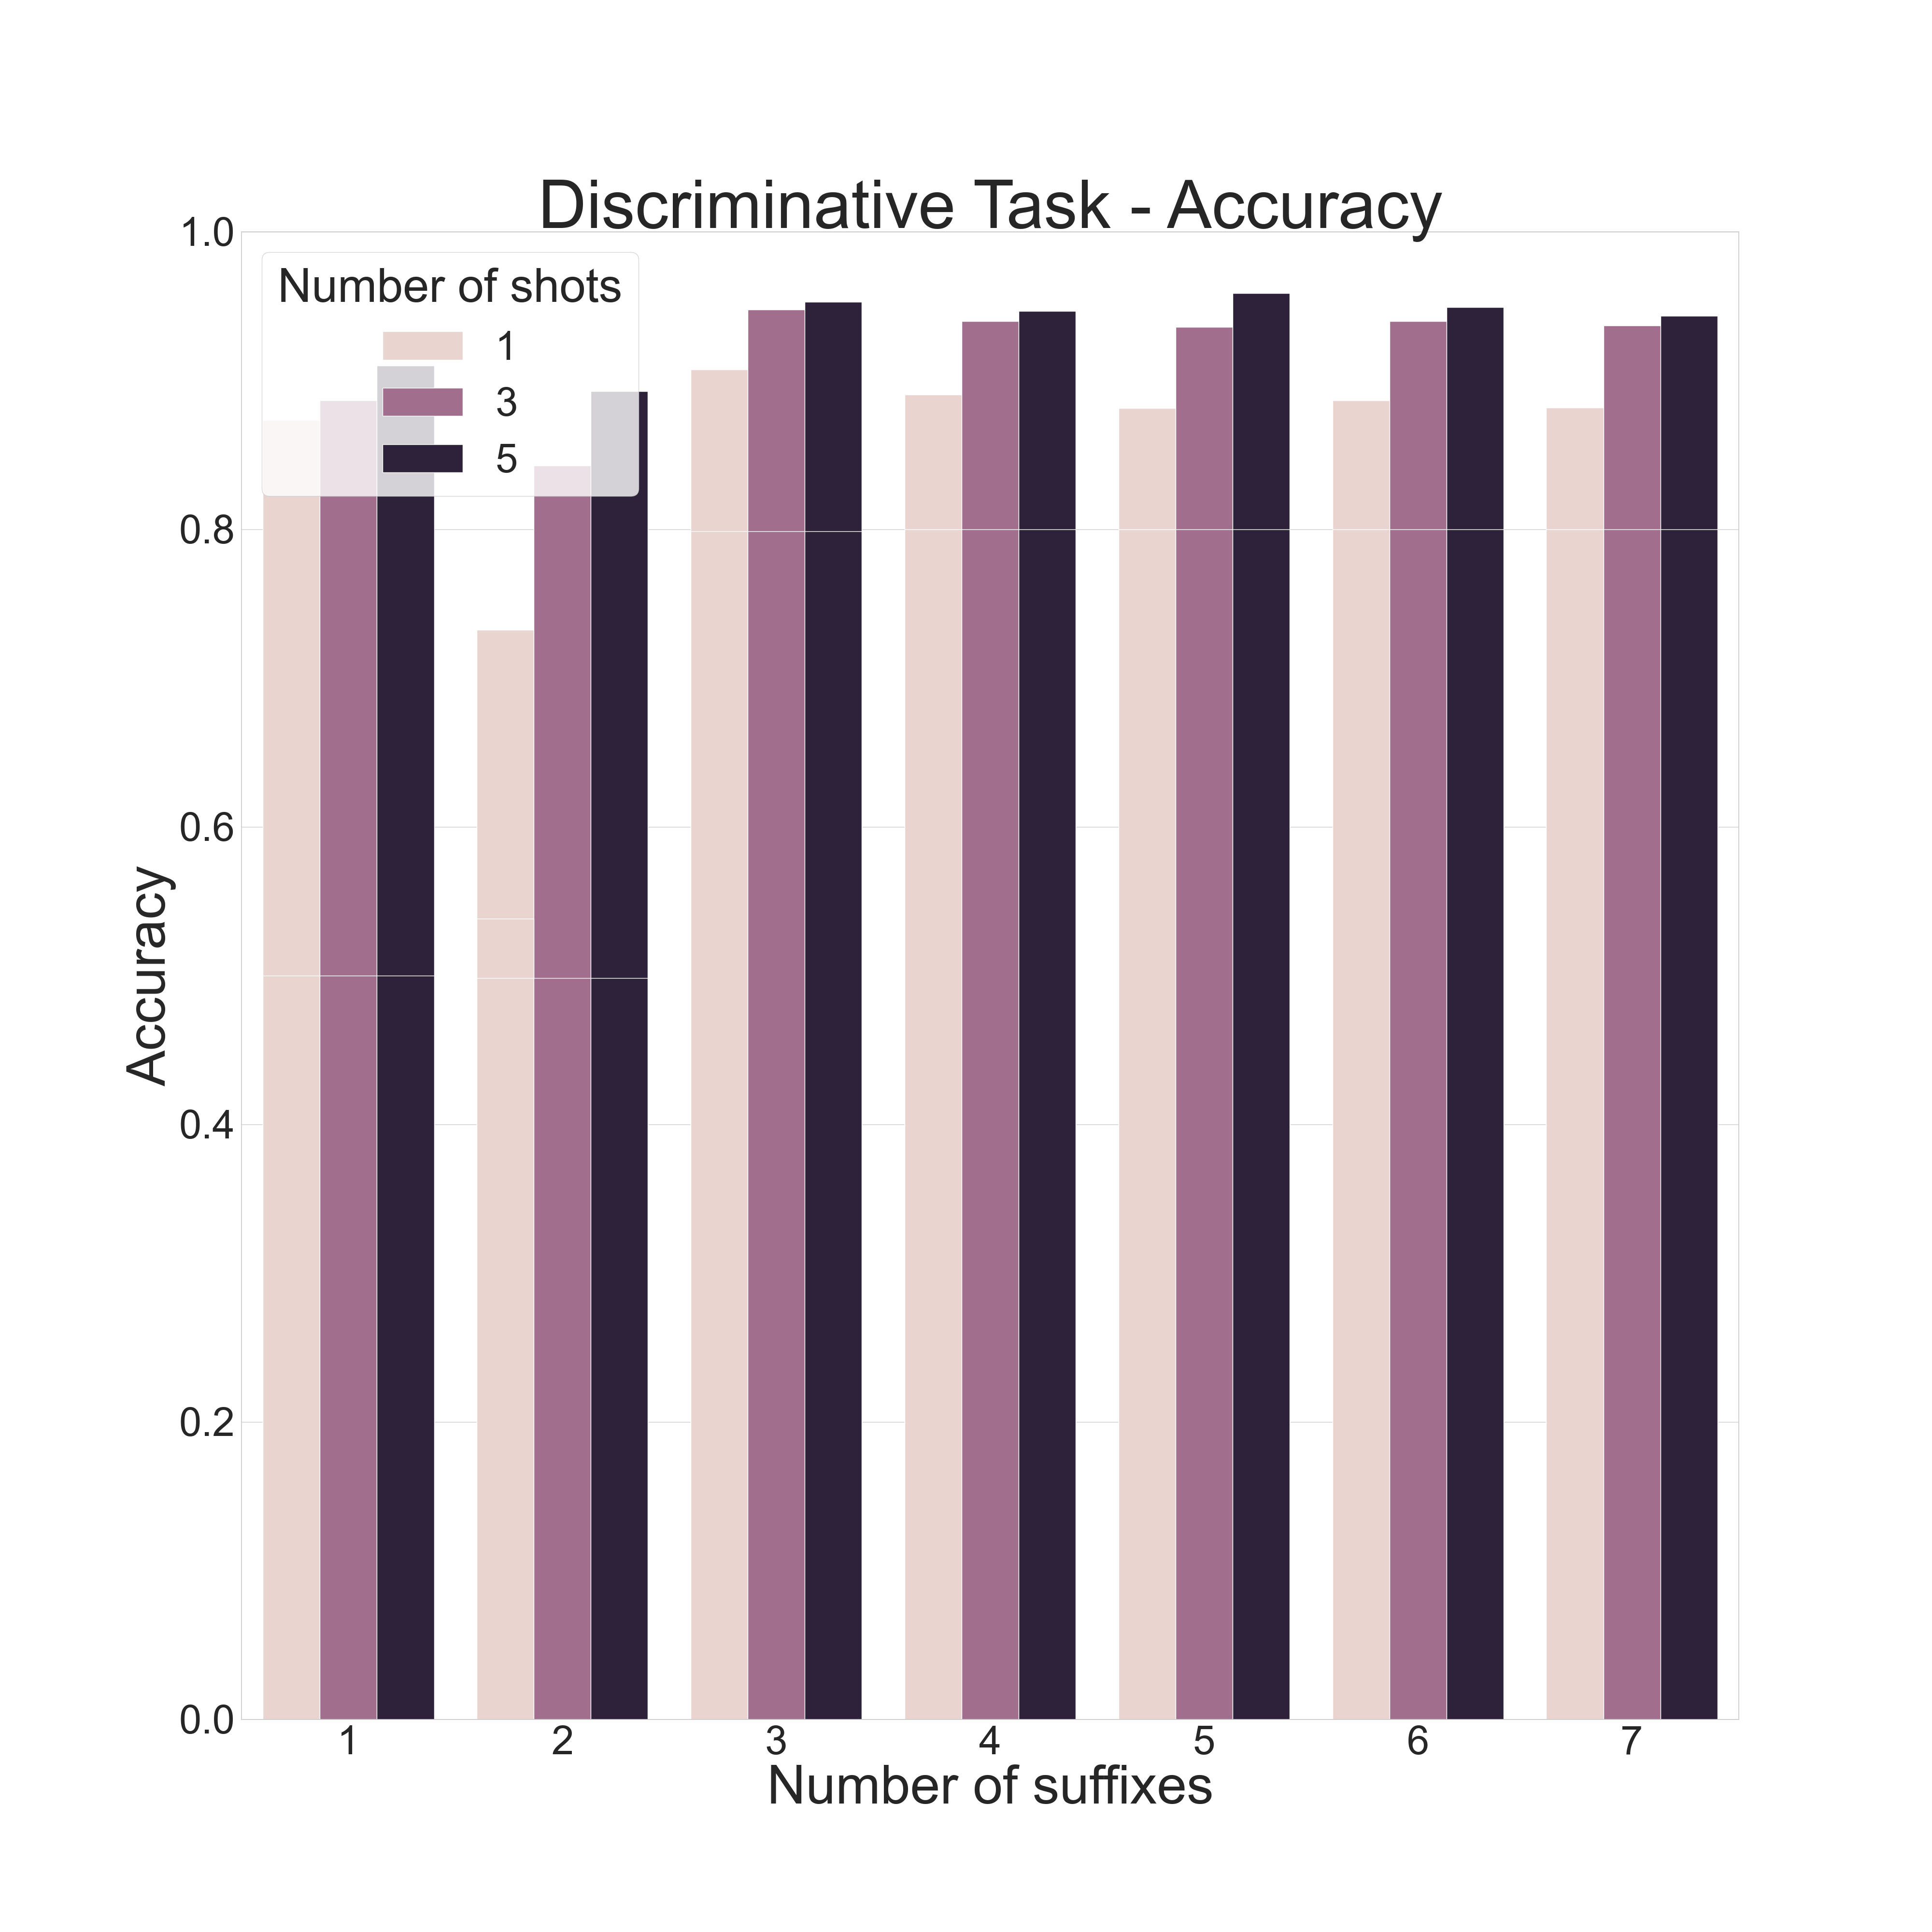 Discriminative Task - Accuracy
1.0
0.8
0.6
0.4
0.2
0.0
Accuracy
Number of shots
1
3
5
1 2 3 4 5 6 7
Number of suffixes